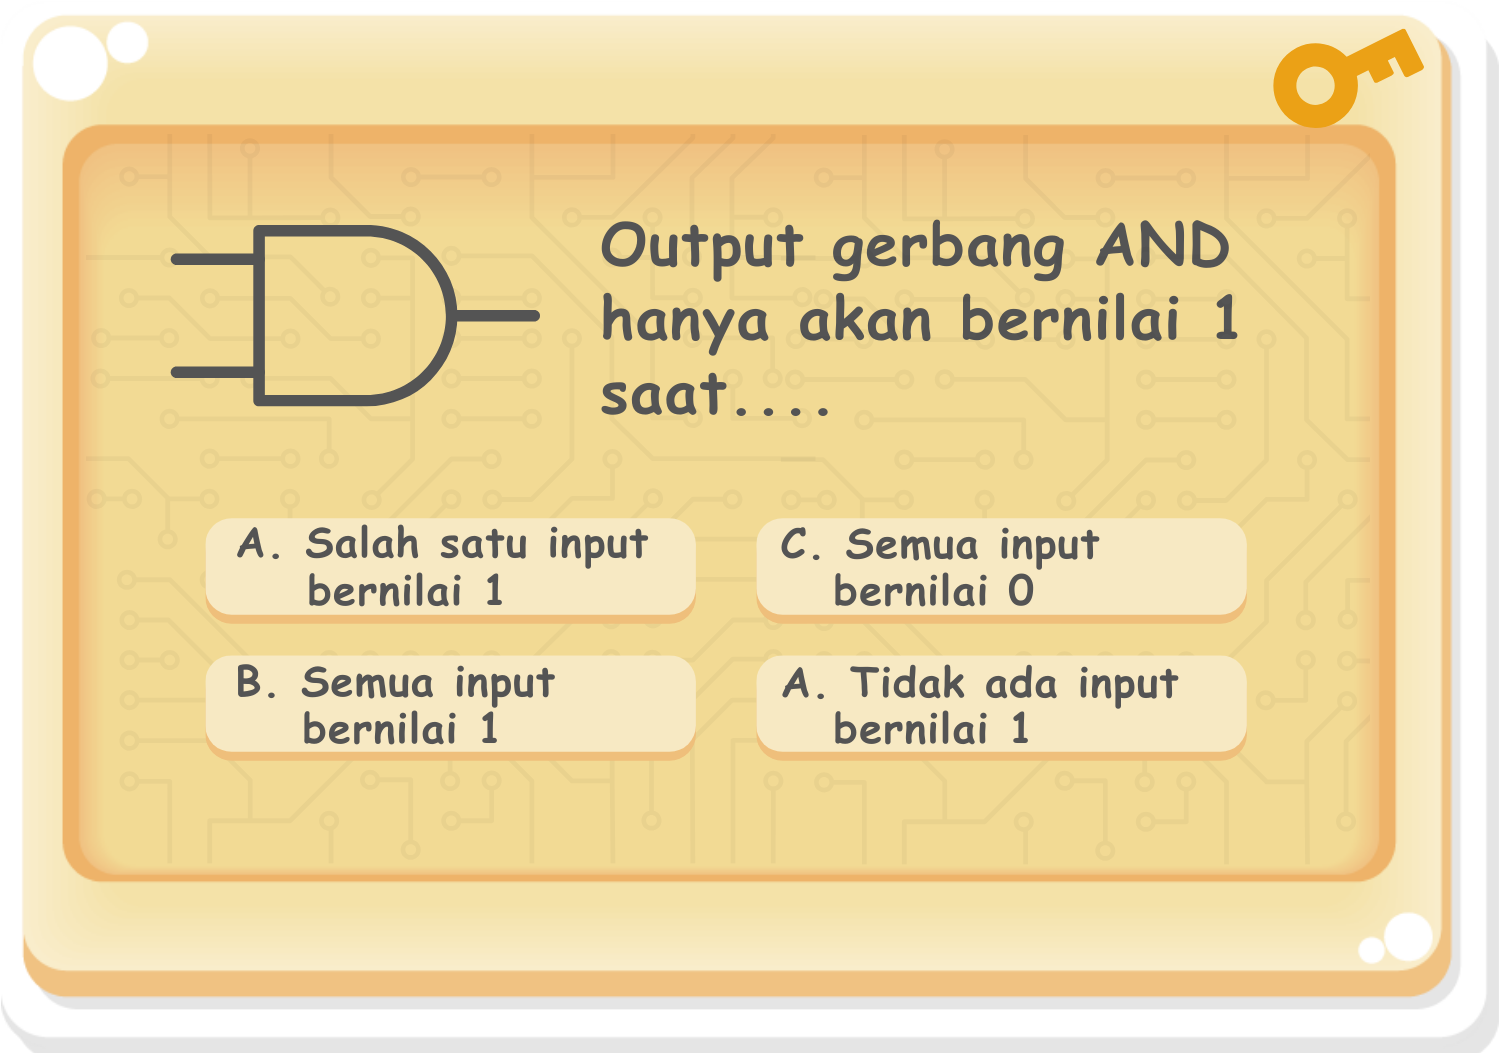 Output gerbang AND
hanya akan bernilai 1
saat....
A. Salah satu input
bernilai 1
B. Semua input
bernilai 1
C. Semua input
bernilai 0
A. Tidak ada input
bernilai 1